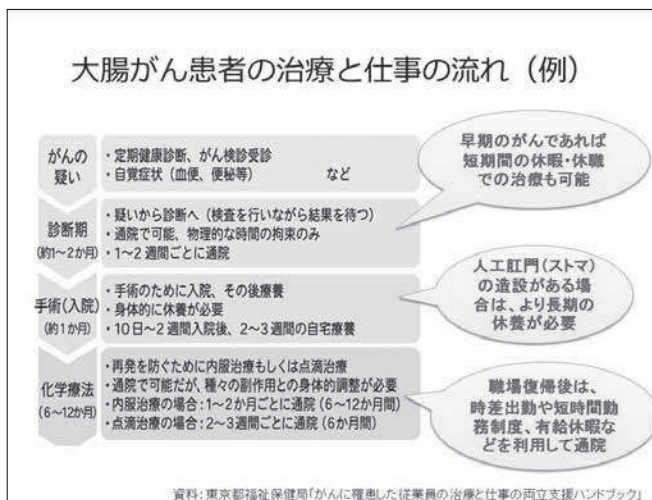 大腸がん患者の治療と仕事の流れ（例）
がんの
疑い
・定期健康診断、がん検診受診
・自覚症状（血便、便秘等）　など
早期のがんであれば
短期間の休暇・休職
での治療も可能
診断期
(約1～2か月)
・疑いから診断へ（検査を行いながら結果を待つ）
・通院で可能、物理的な時間の拘束のみ
・1～2週間ごとに通院
手術(入院)
(約1か月)
・手術のために入院、その後療養
・身体的に休養が必要
・10日～2週間入院後、2～3週間の自宅療養
人工肛門(ストマ)
の造設がある場
合は、より長期の
休養が必要
化学療法
(6～12か月)
・再発を防ぐために内服治療もしくは点滴治療
・通院で可能だが、種々の副作用との身体的調整が必要
・内服治療の場合：1～2か月ごとに通院(6～12か月間)
・点滴治療の場合：2～3週間ごとに通院(6か月間)
職場復帰後は、
時差出勤や短時間勤
務制度、有給休暇な
どを利用して通院
資料：東京都福祉保健局「がんに罹患した従業員の治療と仕事の両立支援ハンドブック」